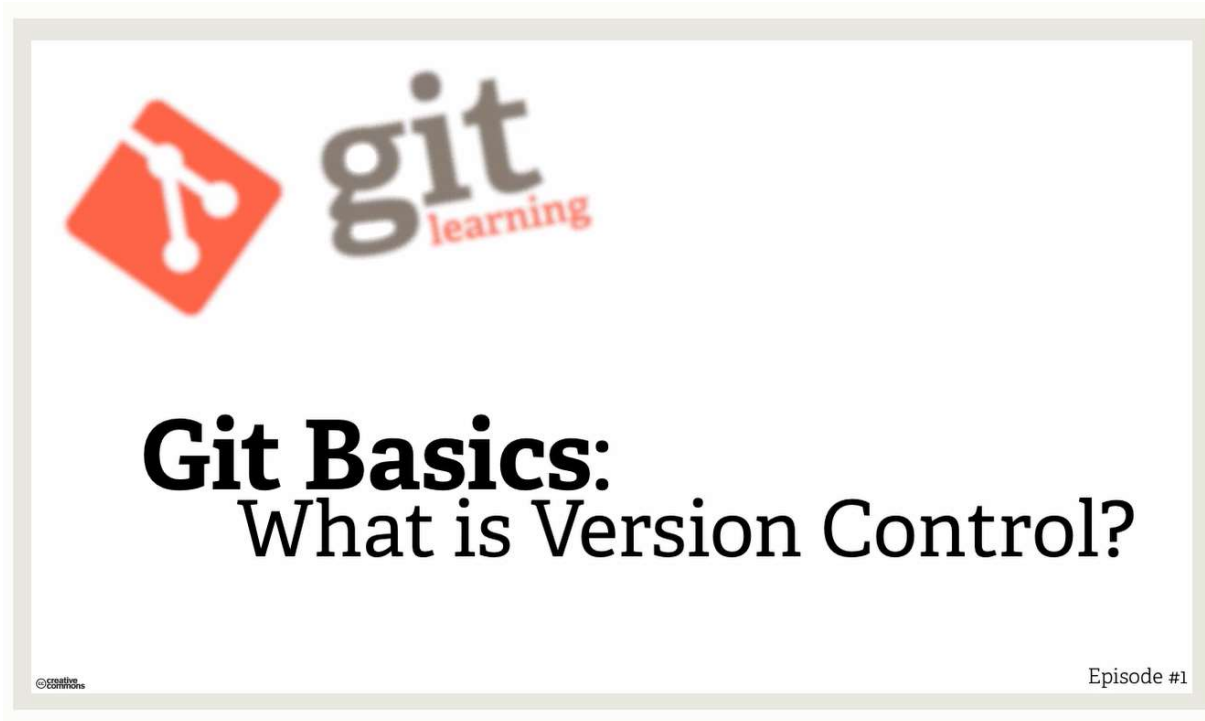 git
learning
Git Basics:
What is Version Control?
creative
commons
Episode #1